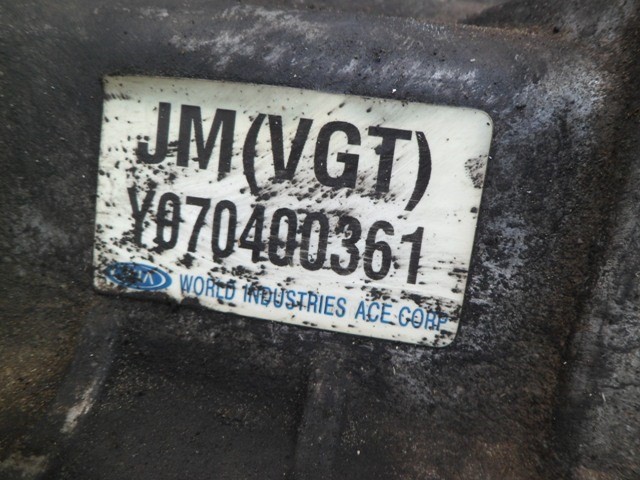 JM(VGT)
Y070400361
WORLD INDUSTRIES ACE CORP